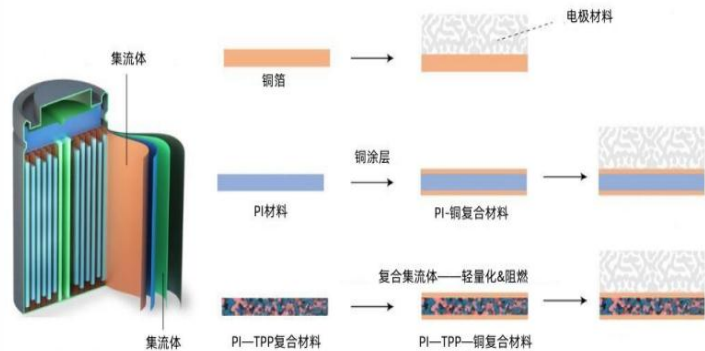 集流体
电极材料
铜箔
铜涂层
PI材料
PI-铜复合材料
复合集流体——轻量化&阻燃
集流体
PI—TPP复合材料
PI—TPP—铜复合材料